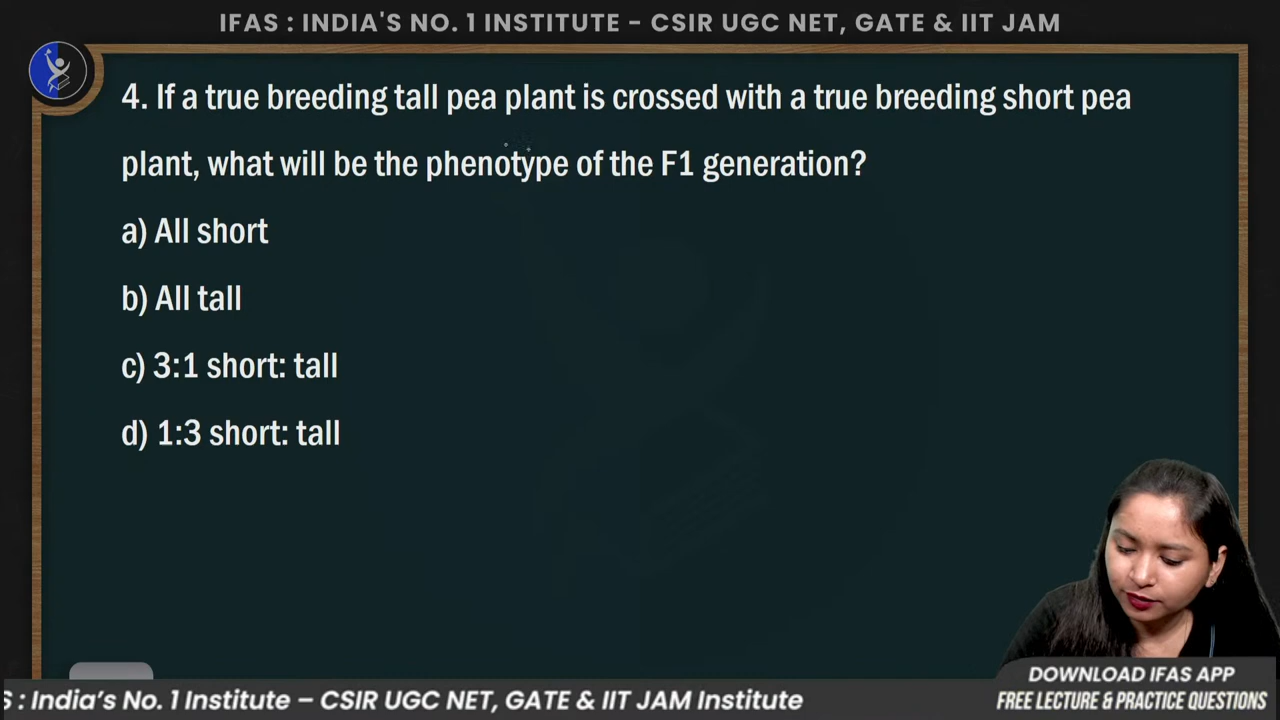 IFAS : INDIA'S NO. 1 INSTITUTE - CSIR UGC NET, GATE & IIT JAM
4. If a true breeding tall pea plant is crossed with a true breeding short pea
plant, what will be the phenotype of the F1 generation?
a) All short
b) All tall
c) 3:1 short: tall
d) 1:3 short: tall
DOWNLOAD IFAS APP
FREE LECTURE & PRACTICE QUESTIONS
S : India's No. 1 Institute – CSIR UGC NET, GATE & IIT JAM Institute